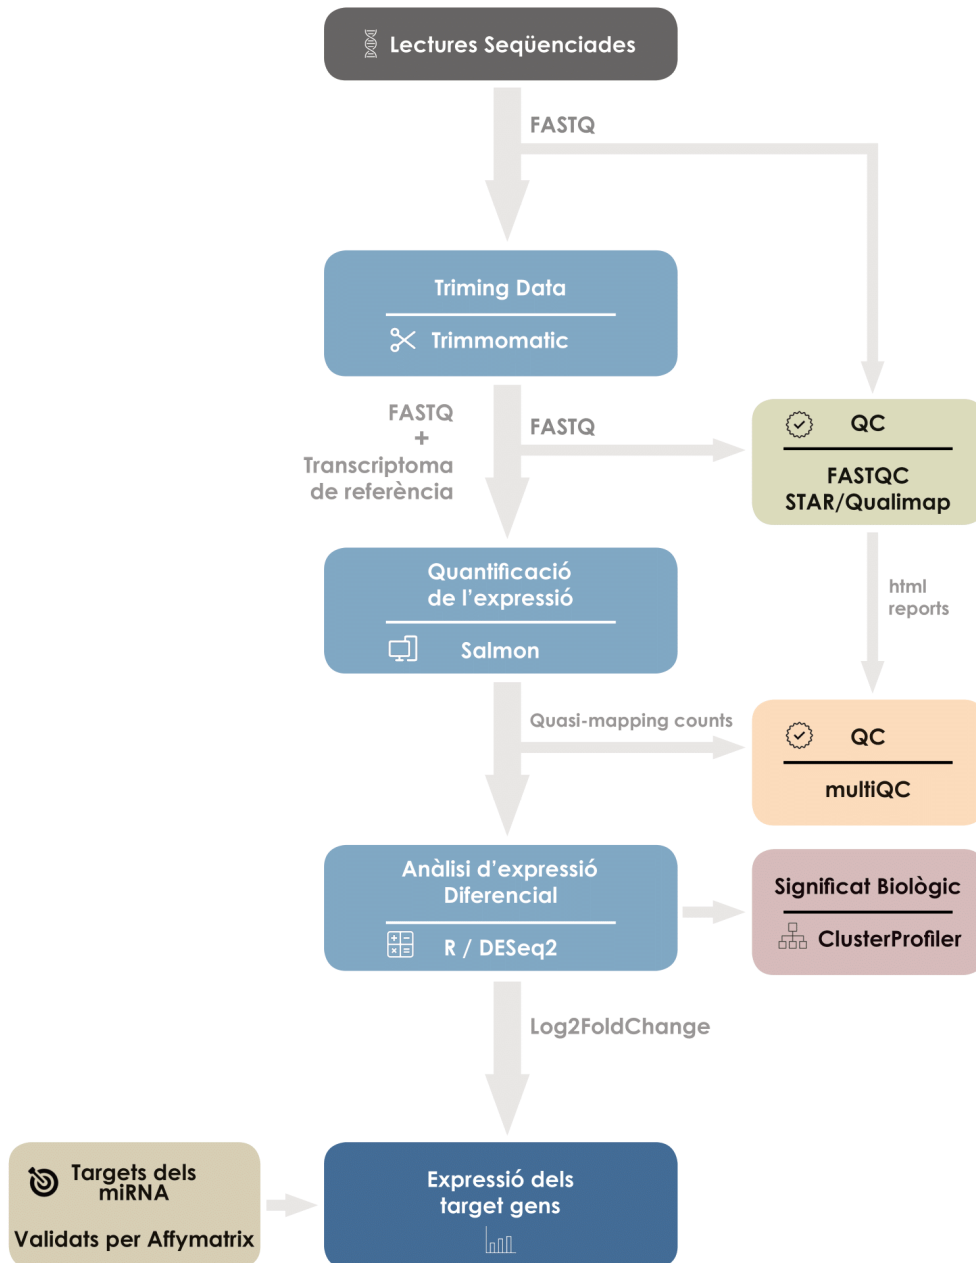 Lectures Seqüenciades
FASTQ
Triming Data
Trimmomatic
FASTQ
+
Transcriptoma
de referència
FASTQ
QC
FASTQC
STAR/Qualimap
Quantificació
de l'expressió
Salmon
html
reports
Quasi-mapping counts
QC
multiQC
Anàlisi d'expressió
Diferencial
R / DESeq2
Significat Biològic
ClusterProfiler
Log2FoldChange
Targets dels
miRNA
Validats per Affymatrix
Expressió dels
target gens